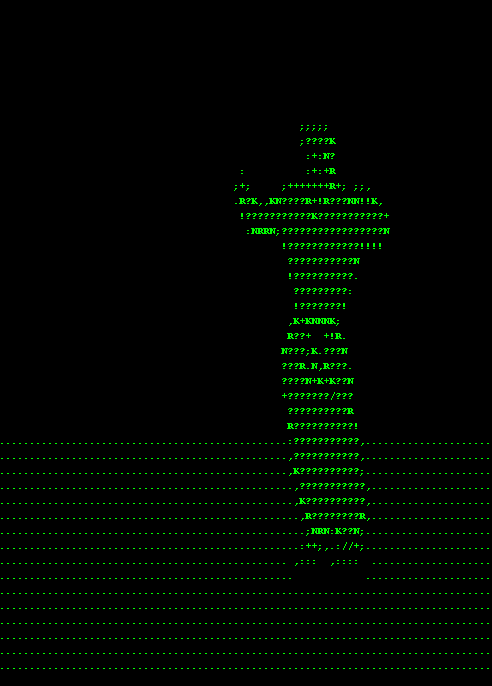 ;;;;;
;????K
:+:N?
: :+:+R
;+; ;+++++++R+; ;;,
.R?K,,KN????R+!R???NN!!K,
!???????????K???????????+
:NRRN;?????????????????N
!????????????!!!!
???????????N
!??????????.
?????????:
!????????!
,K+KNNNK;
R??+ +!R.
N???;K.???N
???R.N,R???.
????N+K+K??N
+???????/???
??????????R
R??????????!
................................................:???????????,.....................
................................................,???????????,.....................
................................................,K??????????;.....................
.................................................,???????????,....................
.................................................,K??????????,....................
..................................................,R????????R,....................
...................................................;NRN:K??N;.....................
..................................................:++;,.://+;.....................
.................................................,::: ,::::.......................
................................................. .....................
..................................................................................
..................................................................................
..................................................................................
..................................................................................
..................................................................................
..................................................................................